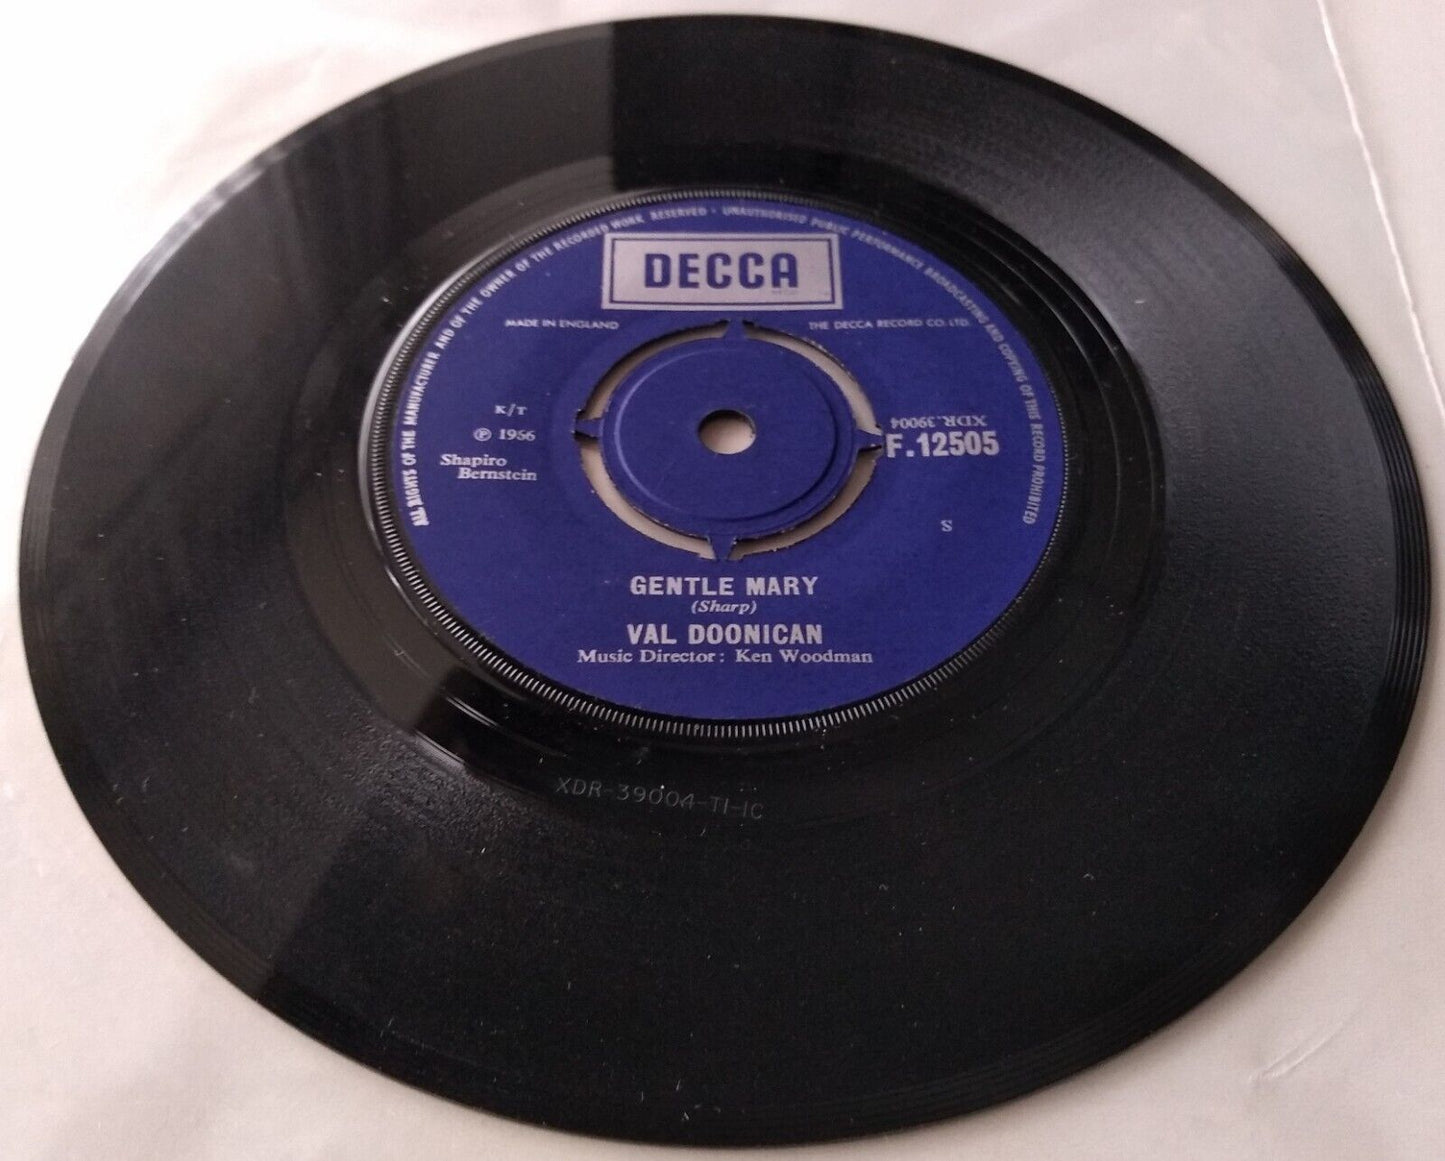 ALL RIGHTS OF THE MANUFACTURER AND OF THE OWNER OF THE RECORDED WORK RESERVED · UNAUTHORISED PUBLIC PERFORMANCE BROADCASTING AND COPYING OF THIS RECORD PROHIBITED
DECCA
MADE IN ENGLAND
THE DECCA RECORD CO. LTD.
K/T
℗ 1966
Shapiro
Bernstein
XDR.39004
F.12505
S
GENTLE MARY
(Sharp)
VAL DOONICAN
Music Director: Ken Woodman
XDR-39004-T1-1C